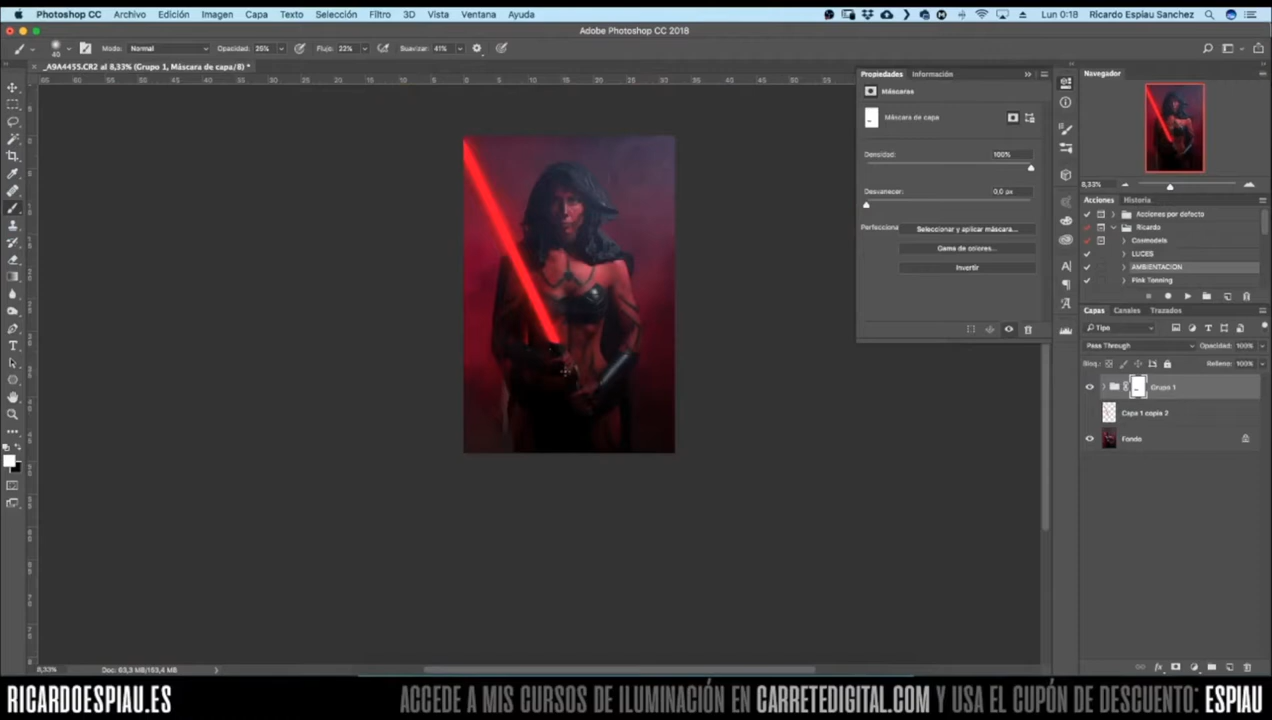 Photoshop CC Archivo Edición Imagen Capa Texto Selección Filtro 3D Vista Ventana Ayuda Lun 0:18 Ricardo Espiau Sanchez
Adobe Photoshop CC 2018
40 Modo: Normal Opacidad: 25% Flujo: 22% Suavizar: 41%
_A9A4455.CR2 al 8,33% (Grupo 1, Máscara de capa/8) *
Propiedades Información
Máscaras
Máscara de capa
Densidad: 100%
Desvanecer: 0,0 px
Perfecciona Seleccionar y aplicar máscara...
Gama de colores...
Invertir
Navegador
8,33%
Acciones Historia
Acciones por defecto
Ricardo
Cosmodels
LUCES
AMBIENTACION
Pink Tonning
Capas Canales Trazados
Tipo
Pass Through Opacidad: 100%
Bloq.: Relleno: 100%
Grupo 1
Capa 1 copia 2
Fondo
8,33% Doc: 63,3 MB/153,4 MB
RICARDOESPIAU.ES ACCEDE A MIS CURSOS DE ILUMINACIÓN EN CARRETEDIGITAL.COM Y USA EL CUPÓN DE DESCUENTO: ESPIAU